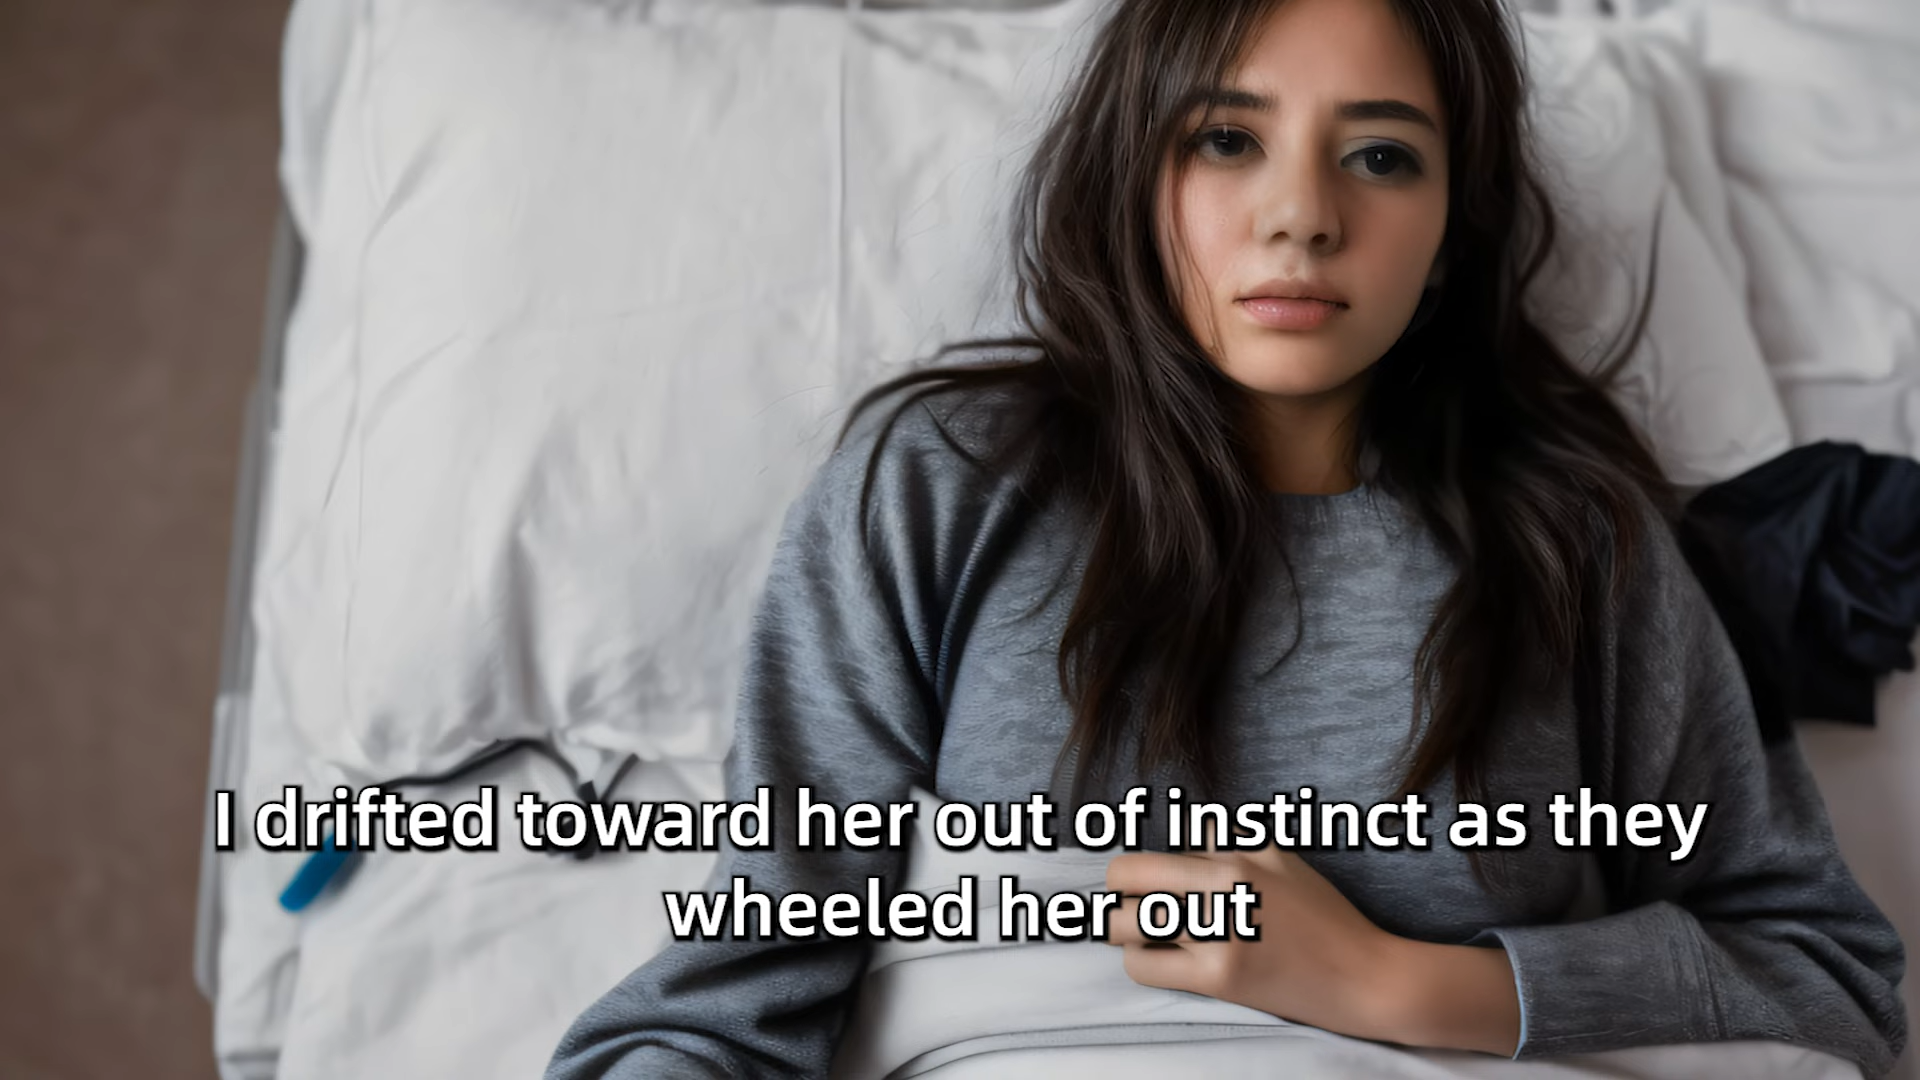 I drifted toward her out of instinct as they
wheeled her out